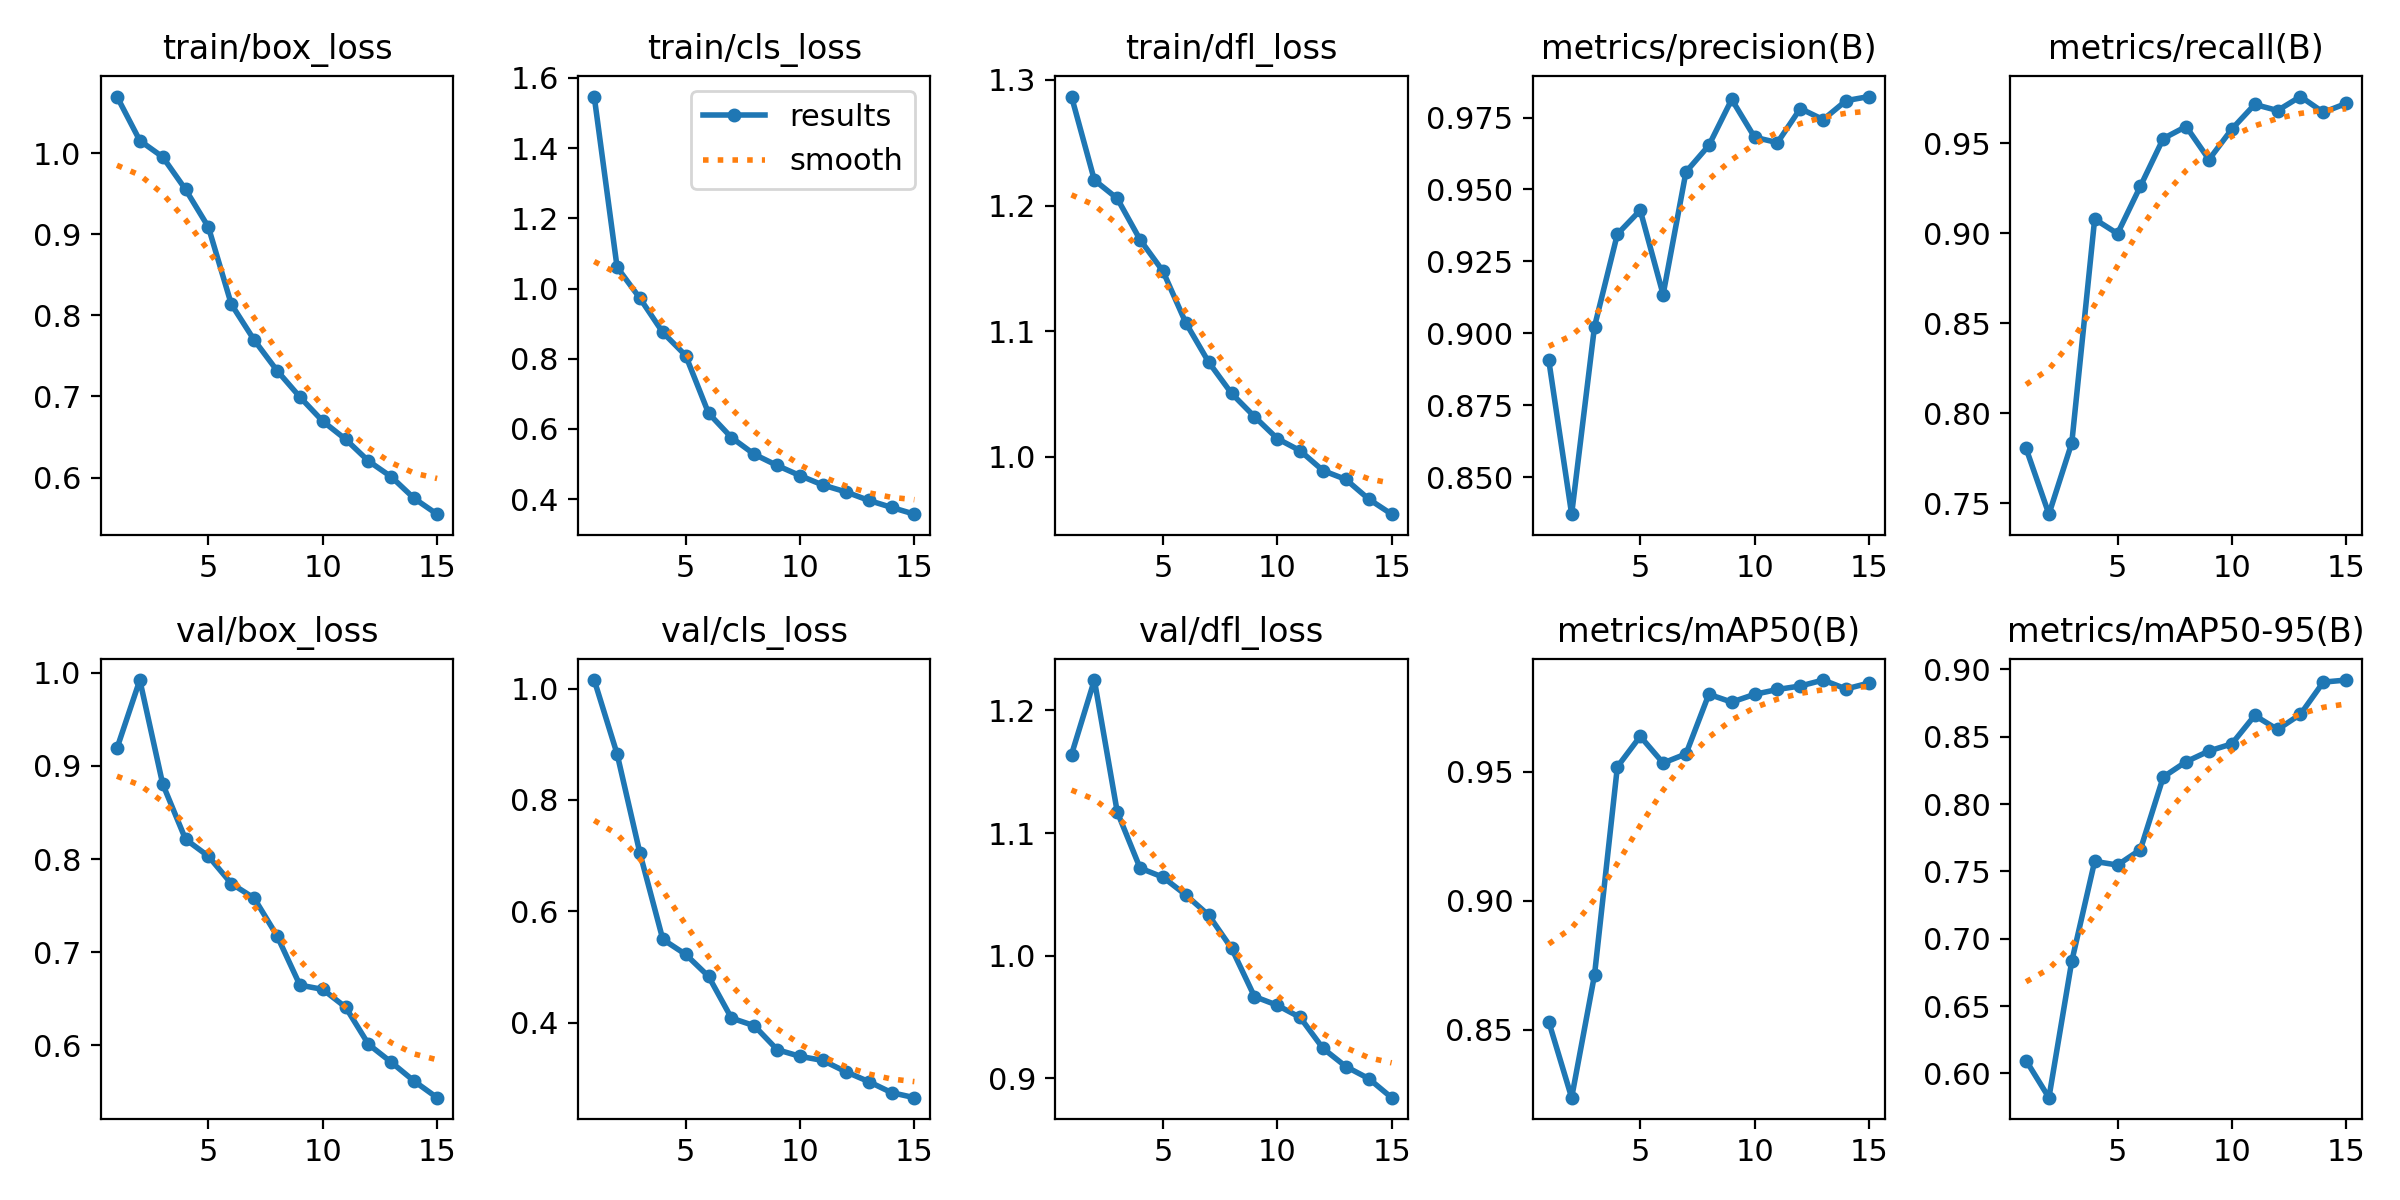 train/box_loss
1.0
0.9
0.8
0.7
0.6
5 10 15
train/cls_loss
results
smooth
1.6
1.4
1.2
1.0
0.8
0.6
0.4
5 10 15
train/dfl_loss
1.3
1.2
1.1
1.0
5 10 15
metrics/precision(B)
0.975
0.950
0.925
0.900
0.875
0.850
5 10 15
metrics/recall(B)
0.95
0.90
0.85
0.80
0.75
5 10 15
val/box_loss
1.0
0.9
0.8
0.7
0.6
5 10 15
val/cls_loss
1.0
0.8
0.6
0.4
5 10 15
val/dfl_loss
1.2
1.1
1.0
0.9
5 10 15
metrics/mAP50(B)
0.95
0.90
0.85
5 10 15
metrics/mAP50-95(B)
0.90
0.85
0.80
0.75
0.70
0.65
0.60
5 10 15